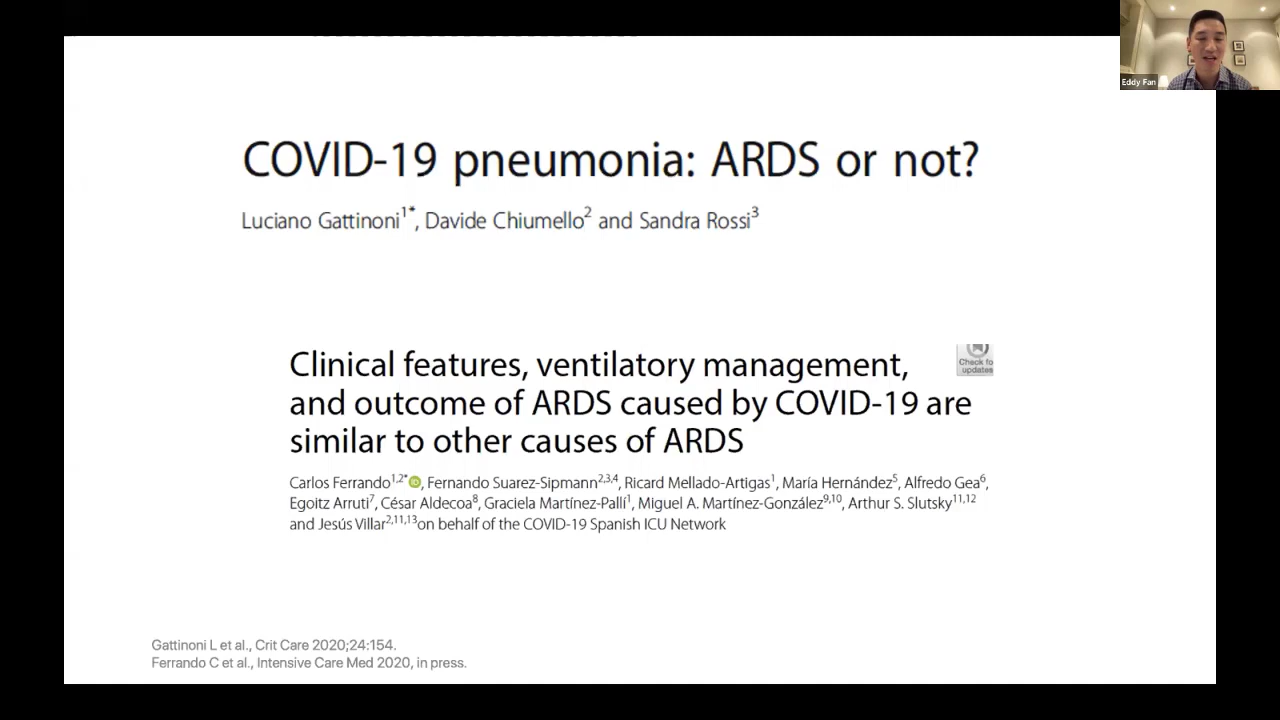 Eddy Fan
COVID-19 pneumonia: ARDS or not?
Luciano Gattinoni1*, Davide Chiumello2 and Sandra Rossi3
Clinical features, ventilatory management,
and outcome of ARDS caused by COVID-19 are
similar to other causes of ARDS
Check fo
updates
Carlos Ferrando1,2*, Fernando Suarez-Sipmann2,3,4, Ricard Mellado-Artigas1, María Hernández5, Alfredo Gea6,
Egoitz Arruti7, César Aldecoa8, Graciela Martínez-Pallí1, Miguel A. Martínez-González9,10, Arthur S. Slutsky11,12
and Jesús Villar2,11,13on behalf of the COVID-19 Spanish ICU Network
Gattinoni L et al., Crit Care 2020;24:154.
Ferrando C et al., Intensive Care Med 2020, in press.